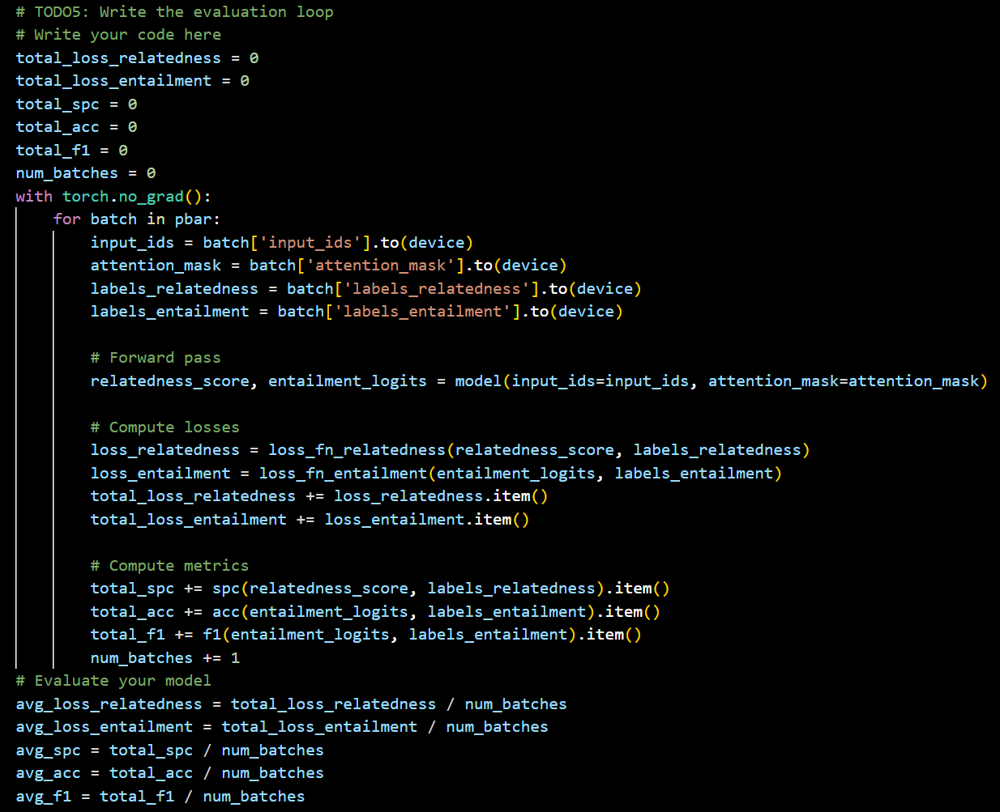 # TODO5: Write the evaluation loop
# Write your code here
total_loss_relatedness = 0
total_loss_entailment = 0
total_spc = 0
total_acc = 0
total_f1 = 0
num_batches = 0
with torch.no_grad():
    for batch in pbar:
        input_ids = batch['input_ids'].to(device)
        attention_mask = batch['attention_mask'].to(device)
        labels_relatedness = batch['labels_relatedness'].to(device)
        labels_entailment = batch['labels_entailment'].to(device)

        # Forward pass
        relatedness_score, entailment_logits = model(input_ids=input_ids, attention_mask=attention_mask)

        # Compute losses
        loss_relatedness = loss_fn_relatedness(relatedness_score, labels_relatedness)
        loss_entailment = loss_fn_entailment(entailment_logits, labels_entailment)
        total_loss_relatedness += loss_relatedness.item()
        total_loss_entailment += loss_entailment.item()

        # Compute metrics
        total_spc += spc(relatedness_score, labels_relatedness).item()
        total_acc += acc(entailment_logits, labels_entailment).item()
        total_f1 += f1(entailment_logits, labels_entailment).item()
        num_batches += 1
# Evaluate your model
avg_loss_relatedness = total_loss_relatedness / num_batches
avg_loss_entailment = total_loss_entailment / num_batches
avg_spc = total_spc / num_batches
avg_acc = total_acc / num_batches
avg_f1 = total_f1 / num_batches